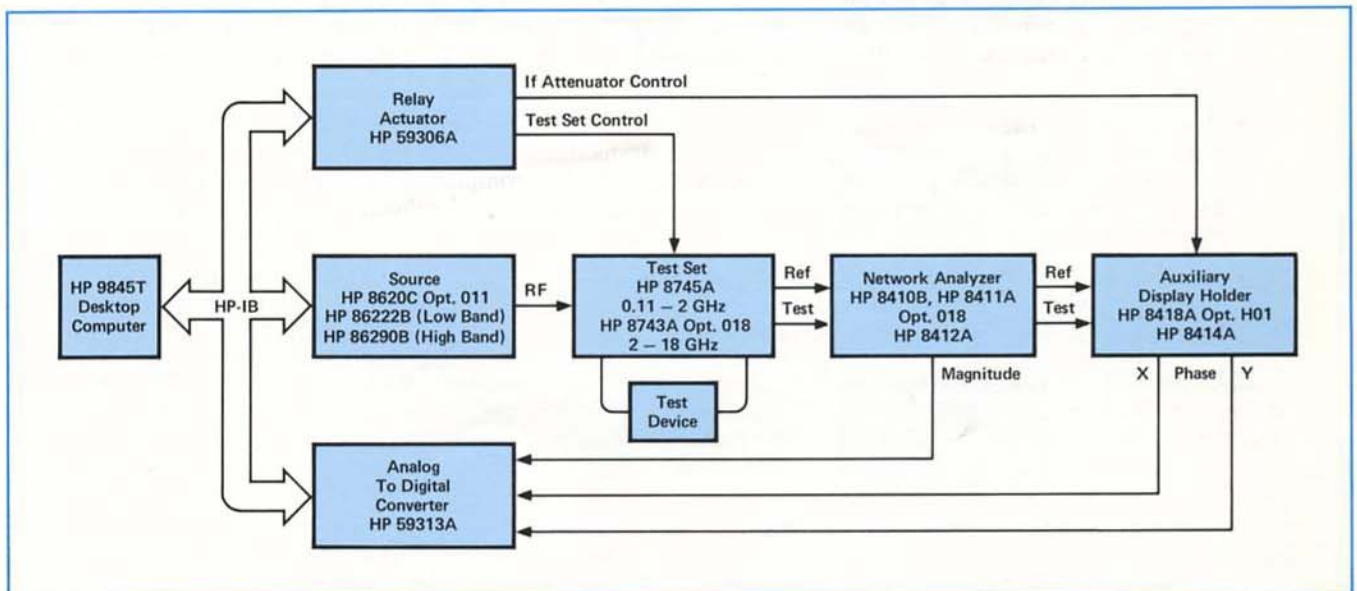 Relay
Actuator
HP 59306A
If Attenuator Control
Test Set Control
HP 9845T
Desktop
Computer
HP-IB
Source
HP 8620C Opt. 011
HP 86222B (Low Band)
HP 86290B (High Band)
RF
Test Set
HP 8745A
0.11 – 2 GHz
HP 8743A Opt. 018
2 – 18 GHz
Test
Device
Ref
Test
Network Analyzer
HP 8410B, HP 8411A
Opt. 018
HP 8412A
Magnitude
Ref
Test
Auxiliary
Display Holder
HP 8418A Opt. H01
HP 8414A
X Phase Y
Analog
To Digital
Converter
HP 59313A